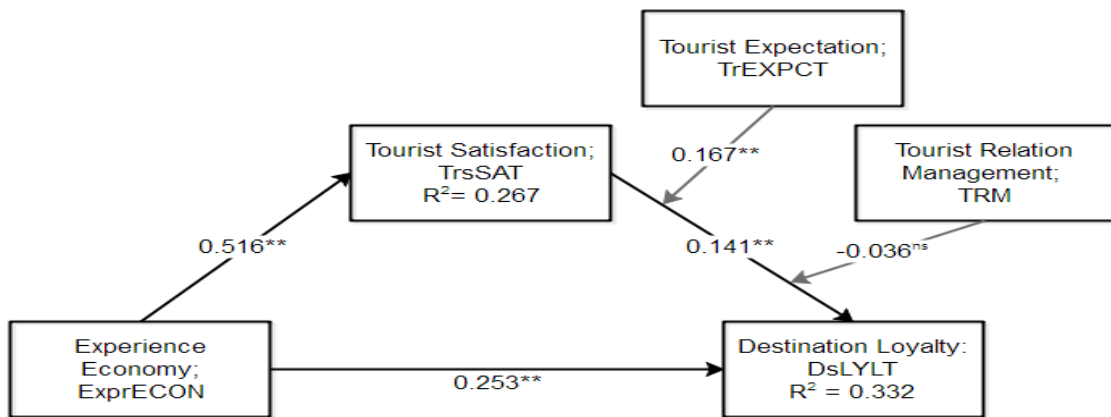 Tourist Expectation;
TrEXPCT
0.167**
Tourist Satisfaction;
TrsSAT
R²= 0.267
Tourist Relation
Management;
TRM
0.516**
0.141**
-0.036ⁿˢ
Experience
Economy;
ExprECON
0.253**
Destination Loyalty:
DsLYLT
R² = 0.332